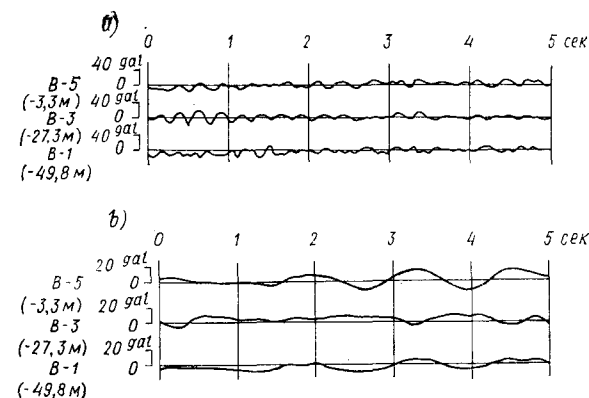 a)
0 1 2 3 4 5 сек
40 gal
B-5 0
(-3,3м) 40 gal
B-3 0
(-27,3м) 40 gal
B-1 0
(-49,8м)
b)
0 1 2 3 4 5 сек
20 gal
B-5 0
(-3,3м) 20 gal
B-3 0
(-27,3м) 20 gal
B-1 0
(-49,8м)